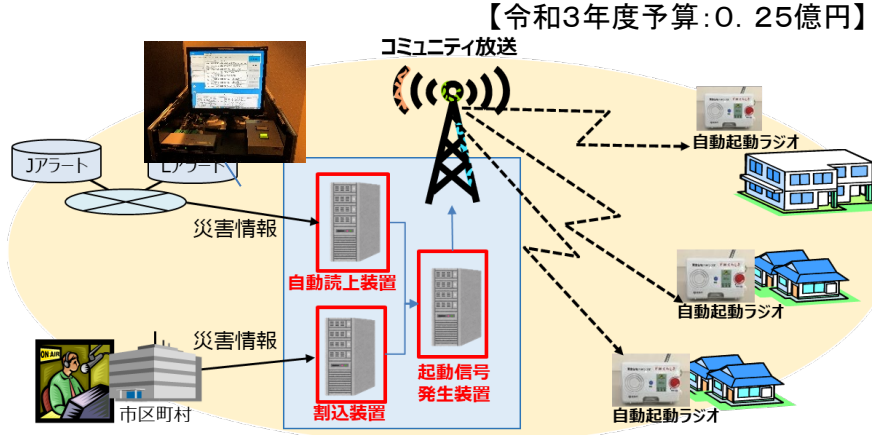 【令和3年度予算:0．25億円】
コミュニティ放送
Jアラート
Lアラート
災害情報
自動読上装置
自動起動ラジオ
自動起動ラジオ
災害情報
ON AIR
市区町村
割込装置
起動信号
発生装置
自動起動ラジオ